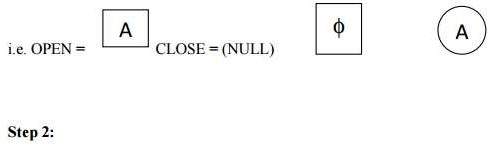 i.e. OPEN = A CLOSE = (NULL) ϕ A
Step 2: